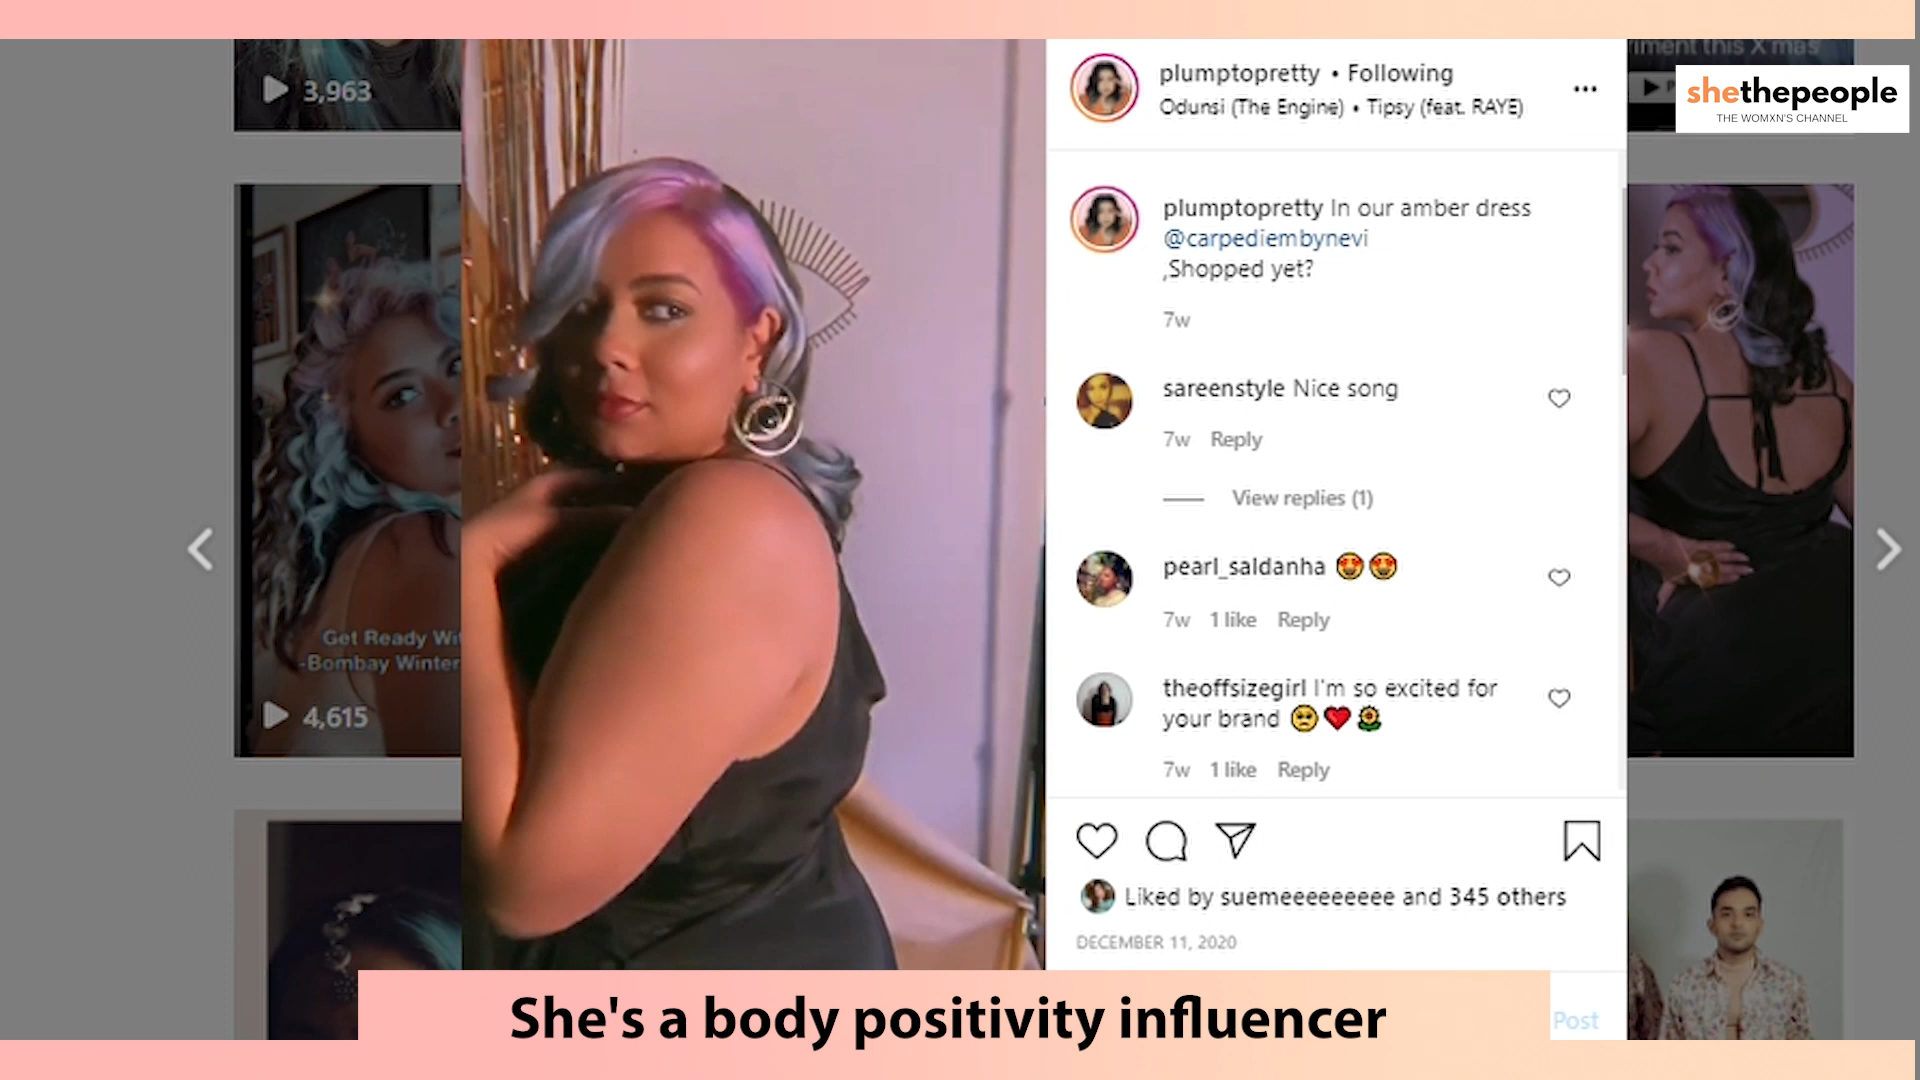 3,963
plumptopretty • Following
Odunsi (The Engine) • Tipsy (feat. RAYE)
shethepeople
THE WOMXN'S CHANNEL
plumptopretty In our amber dress
@carpediembynevi
,Shopped yet?
7w
sareenstyle Nice song
7w Reply
View replies (1)
pearl_saldanha 😍😍
7w 1 like Reply
theoffsizegirl I'm so excited for
your brand 🥺❤️🌻
7w 1 like Reply
Get Ready
-Bombay Winter
4,615
Liked by suemeeeeeeeeee and 345 others
DECEMBER 11, 2020
Post
She's a body positivity influencer